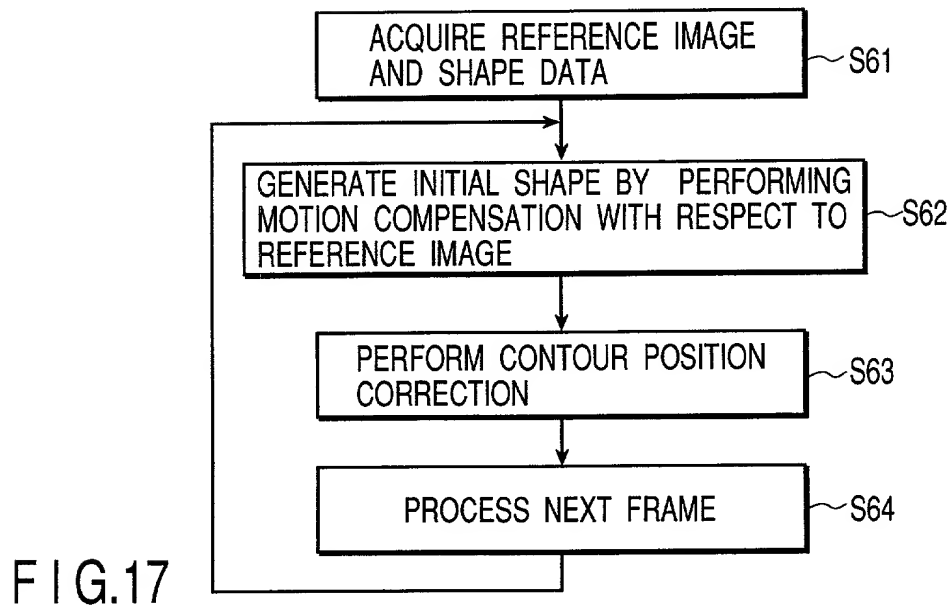 ACQUIRE REFERENCE IMAGE
AND SHAPE DATA
S61
GENERATE INITIAL SHAPE BY PERFORMING
MOTION COMPENSATION WITH RESPECT TO
REFERENCE IMAGE
S62
PERFORM CONTOUR POSITION
CORRECTION
S63
PROCESS NEXT FRAME
S64
FIG.17